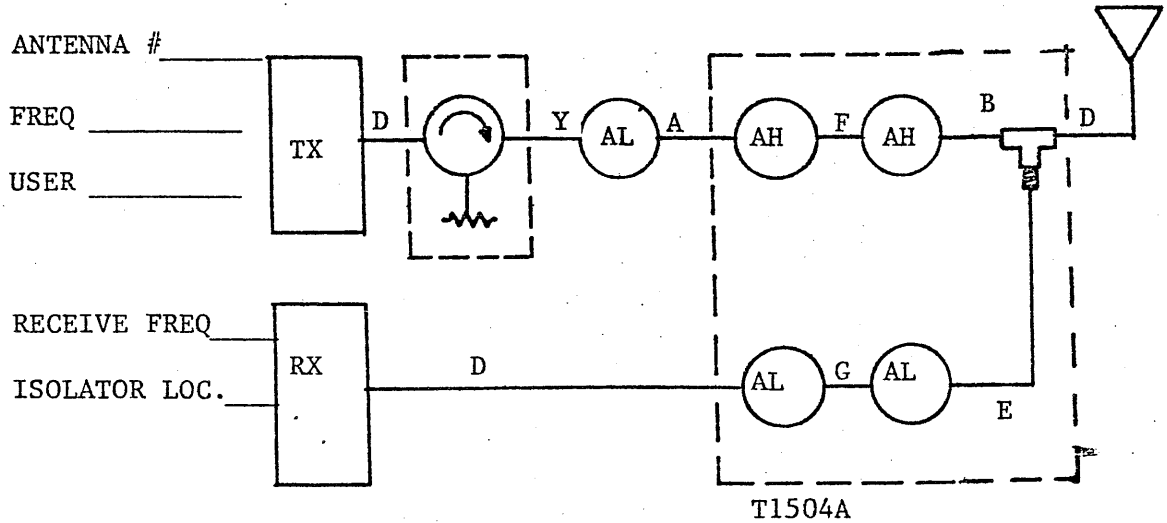 ANTENNA #
FREQ
USER
TX
D
Y
AL
A
AH
F
AH
B
D
RECEIVE FREQ
ISOLATOR LOC.
RX
D
AL
G
AL
E
T1504A